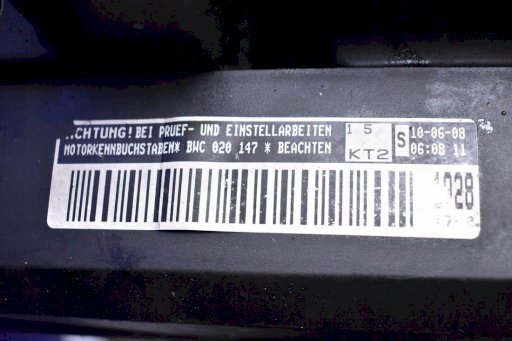 ACHTUNG! BEI PRUEF- UND EINSTELLARBEITEN
MOTORKENNBUCHSTABEN* BWC 020 147 * BEACHTEN
1 5
KT2
S
10-06-08
06:08 11
1028